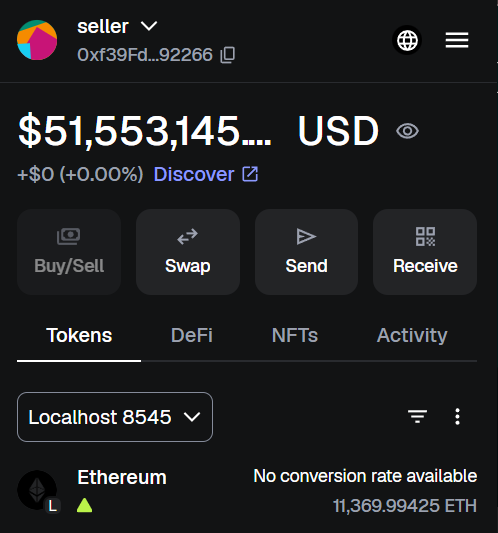 seller
0xf39Fd...92266
$51,553,145.... USD
+$0 (+0.00%) Discover
Buy/Sell
Swap
Send
Receive
Tokens
DeFi
NFTs
Activity
Localhost 8545
Ethereum
No conversion rate available
L
11,369.99425 ETH